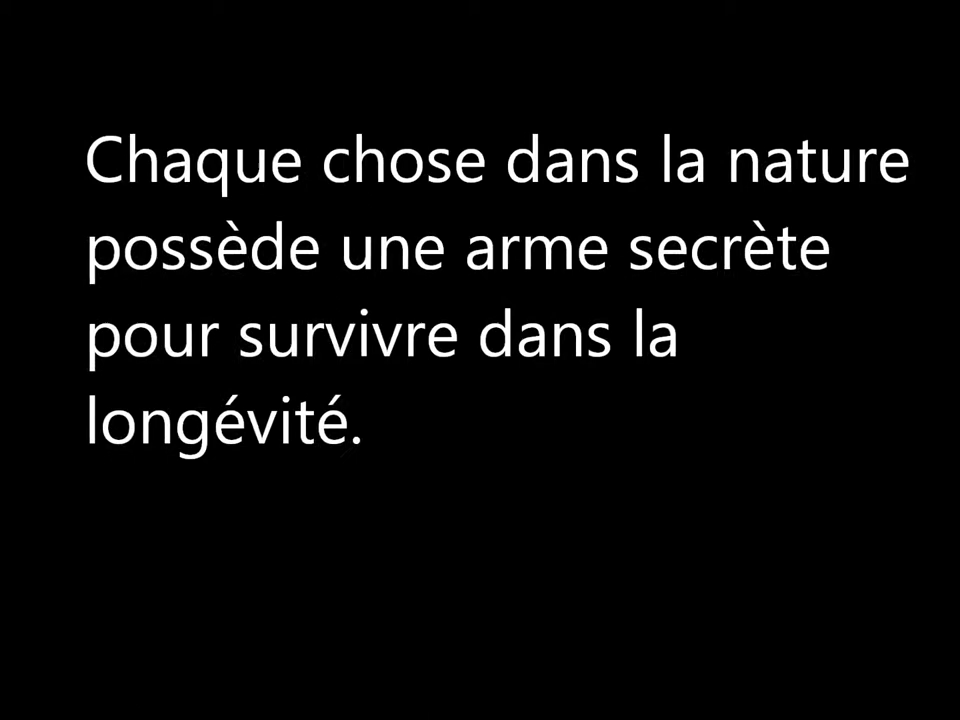 Chaque chose dans la nature
possède une arme secrète
pour survivre dans la
longévité.